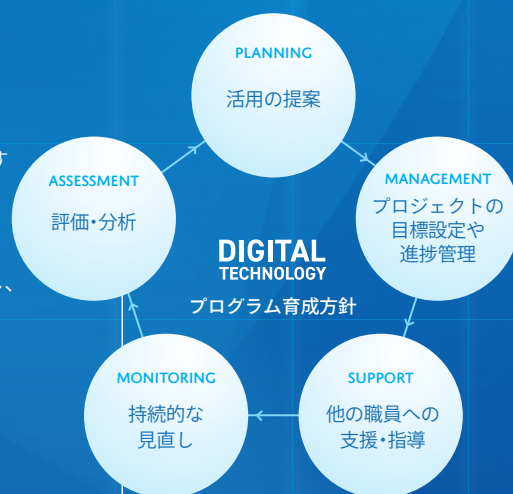 PLANNING
活用の提案
す
ASSESSMENT
評価・分析
MANAGEMENT
プロジェクトの
目標設定や
進捗管理
DIGITAL
TECHNOLOGY
プログラム育成方針
、
MONITORING
持続的な
見直し
SUPPORT
他の職員への
支援・指導